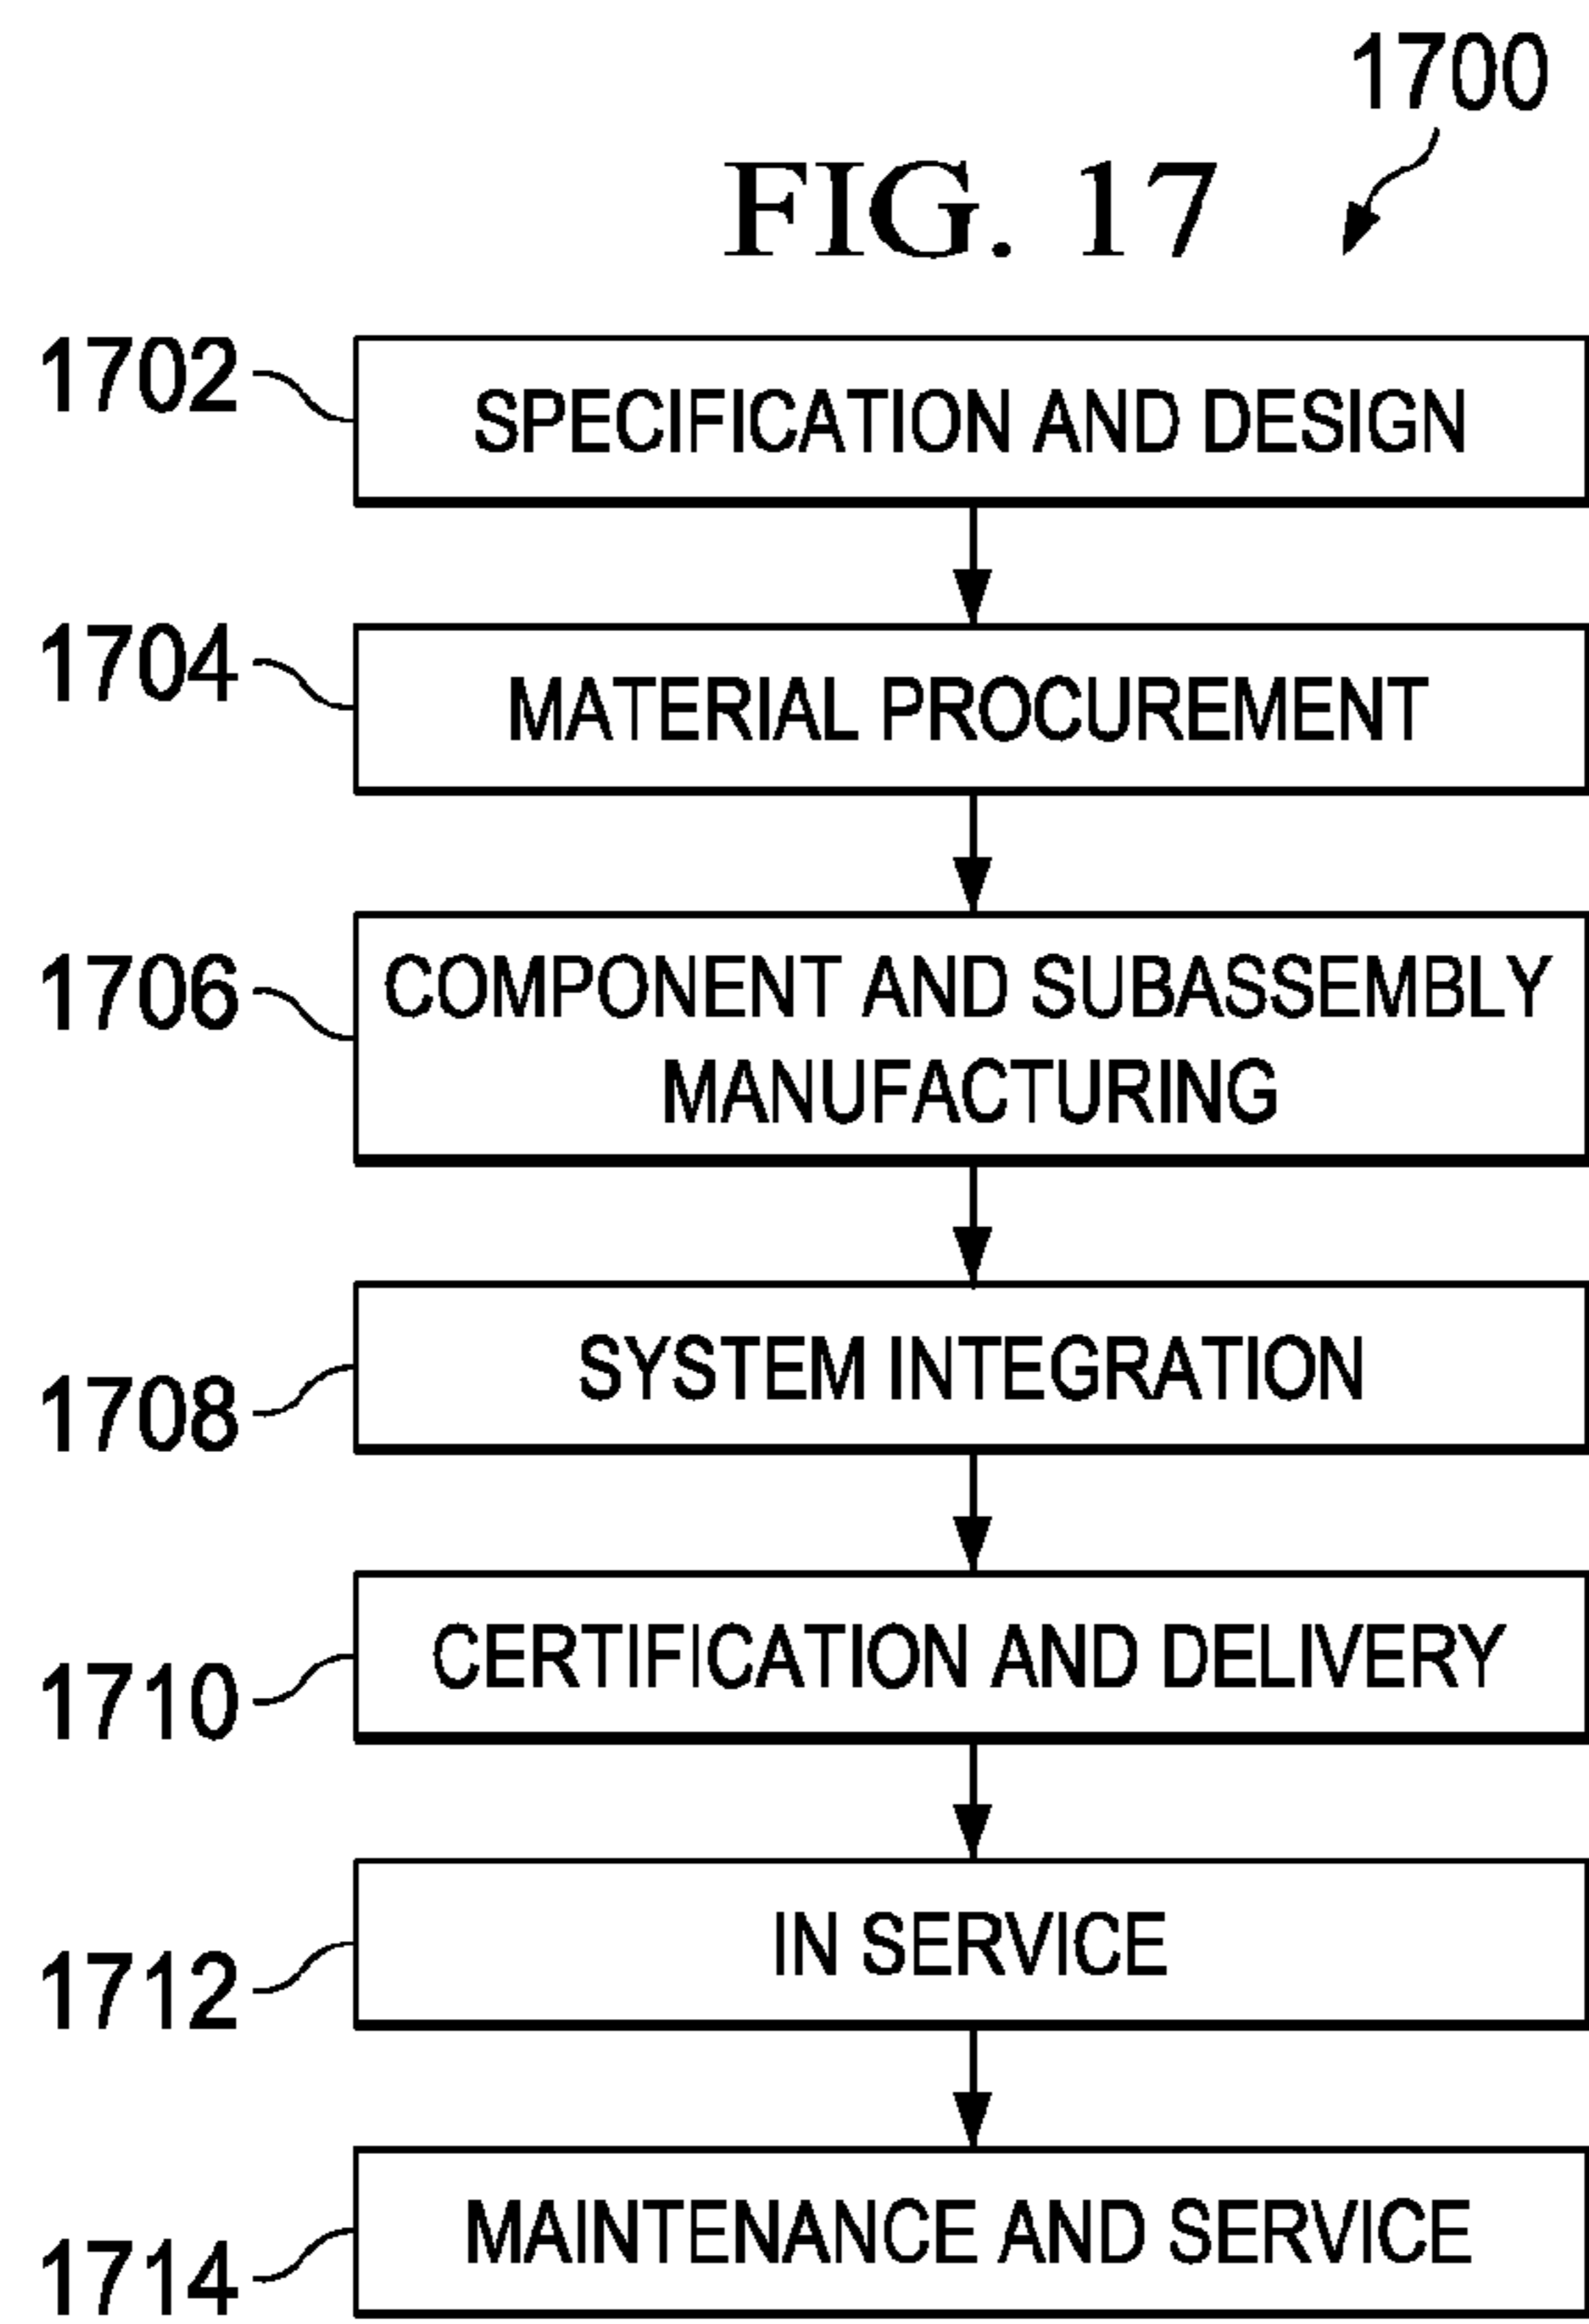 1700
FIG. 17
1702
SPECIFICATION AND DESIGN
1704
MATERIAL PROCUREMENT
1706
COMPONENT AND SUBASSEMBLY
MANUFACTURING
1708
SYSTEM INTEGRATION
1710
CERTIFICATION AND DELIVERY
1712
IN SERVICE
1714
MAINTENANCE AND SERVICE